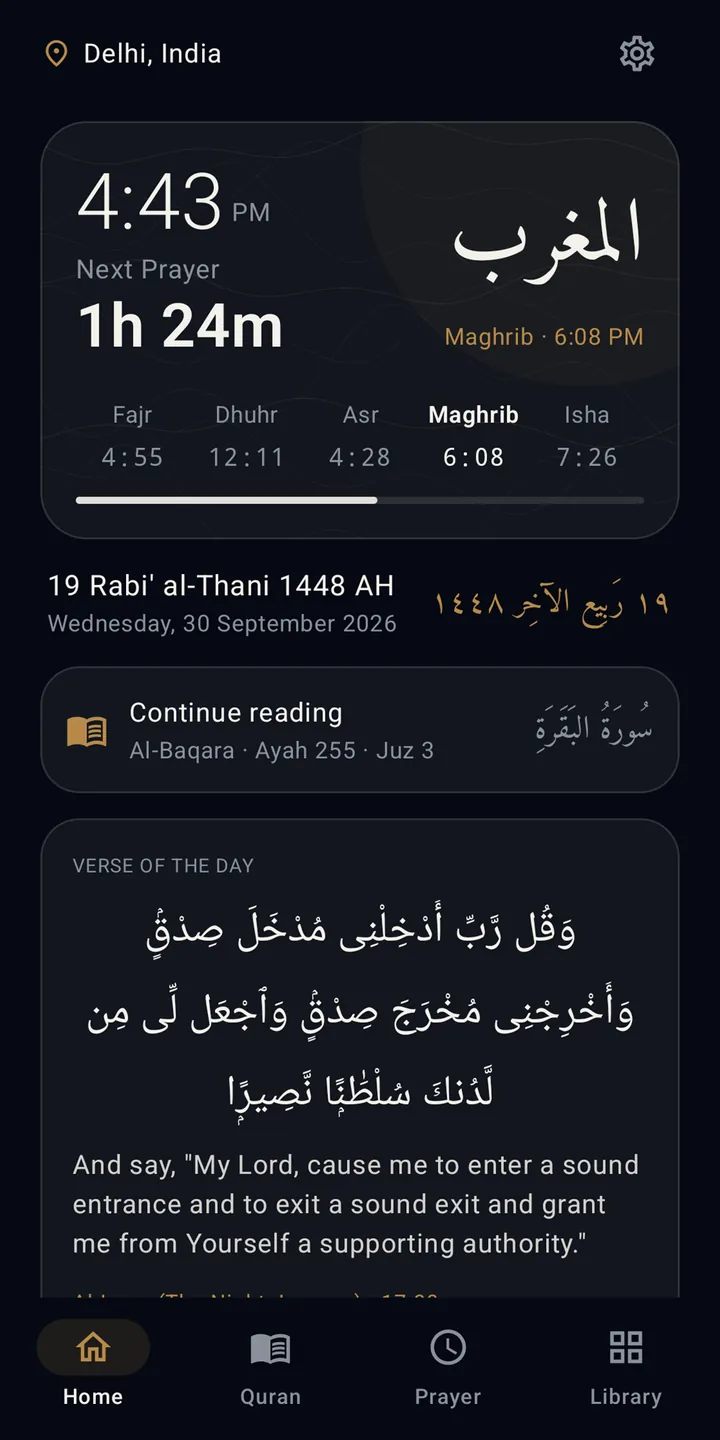 Delhi, India
4:43 PM
المغرب
Next Prayer
1h 24m
Maghrib · 6:08 PM
Fajr Dhuhr Asr Maghrib Isha
4:55 12:11 4:28 6:08 7:26
19 Rabi' al-Thani 1448 AH
١٩ رَبِيع الآخِر ١٤٤٨
Wednesday, 30 September 2026
Continue reading
Al-Baqara · Ayah 255 · Juz 3
سُورَةُ البَقَرَةِ
VERSE OF THE DAY
وَقُل رَّبِّ أَدْخِلْنِى مُدْخَلَ صِدْقٍۢ
وَأَخْرِجْنِى مُخْرَجَ صِدْقٍۢ وَٱجْعَل لِّى مِن
لَّدُنكَ سُلْطَٰنًۭا نَّصِيرًۭا
And say, "My Lord, cause me to enter a sound
entrance and to exit a sound exit and grant
me from Yourself a supporting authority."
Home Quran Prayer Library